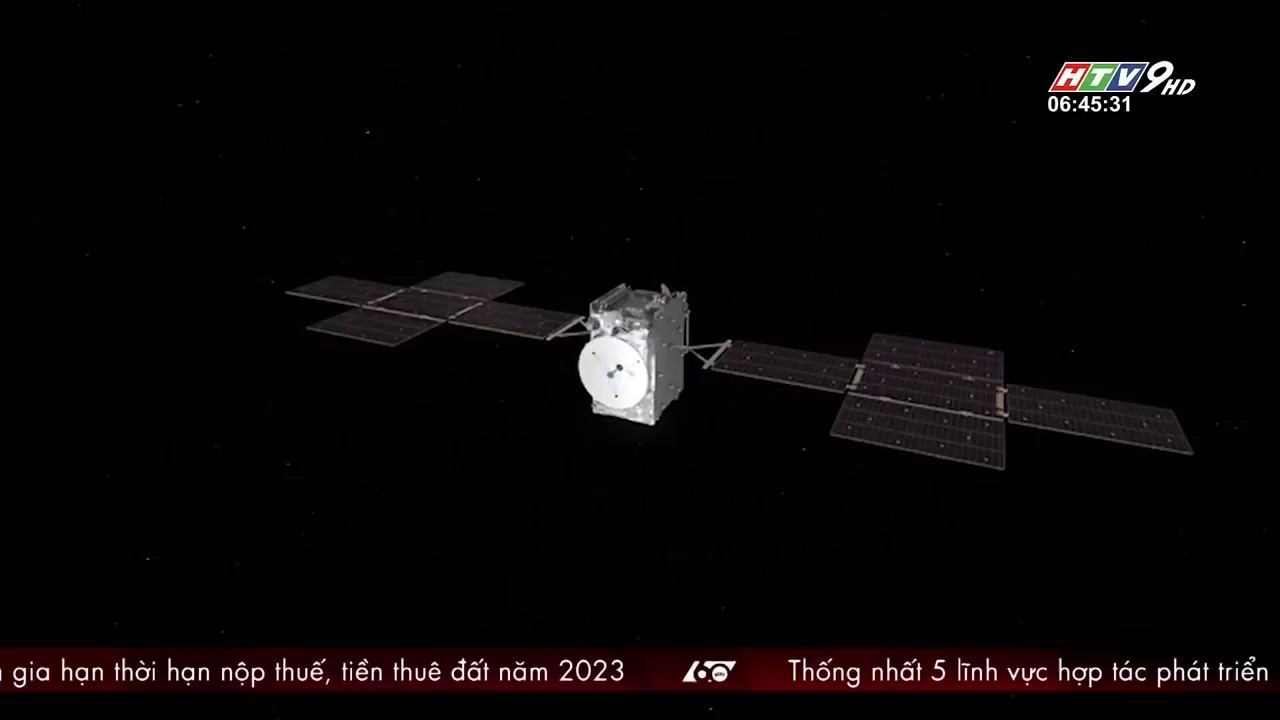 HTV9HD
06:45:31
gia hạn thời hạn nộp thuế, tiền thuê đất năm 2023
60
Thống nhất 5 lĩnh vực hợp tác phát triển